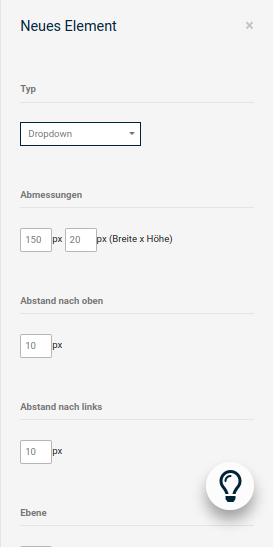 Neues Element ×
Typ
Dropdown
Abmessungen
150 px 20 px (Breite x Höhe)
Abstand nach oben
10 px
Abstand nach links
10 px
Ebene